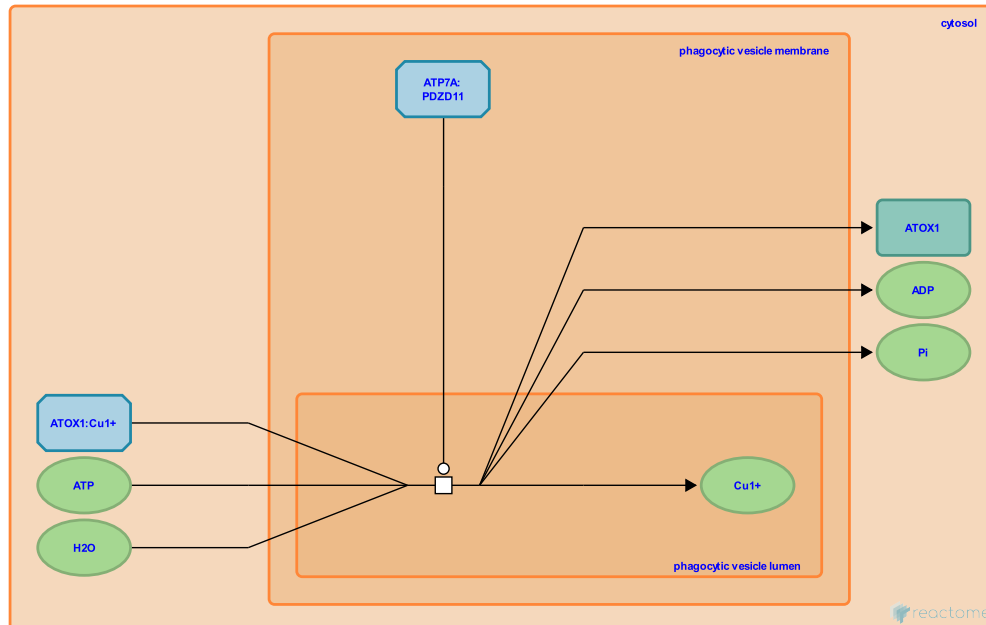 cytosol
phagocytic vesicle membrane
ATP7A:
PDZD11
ATOX1
ADP
Pi
ATOX1:Cu1+
ATP
Cu1+
H2O
phagocytic vesicle lumen
reactome